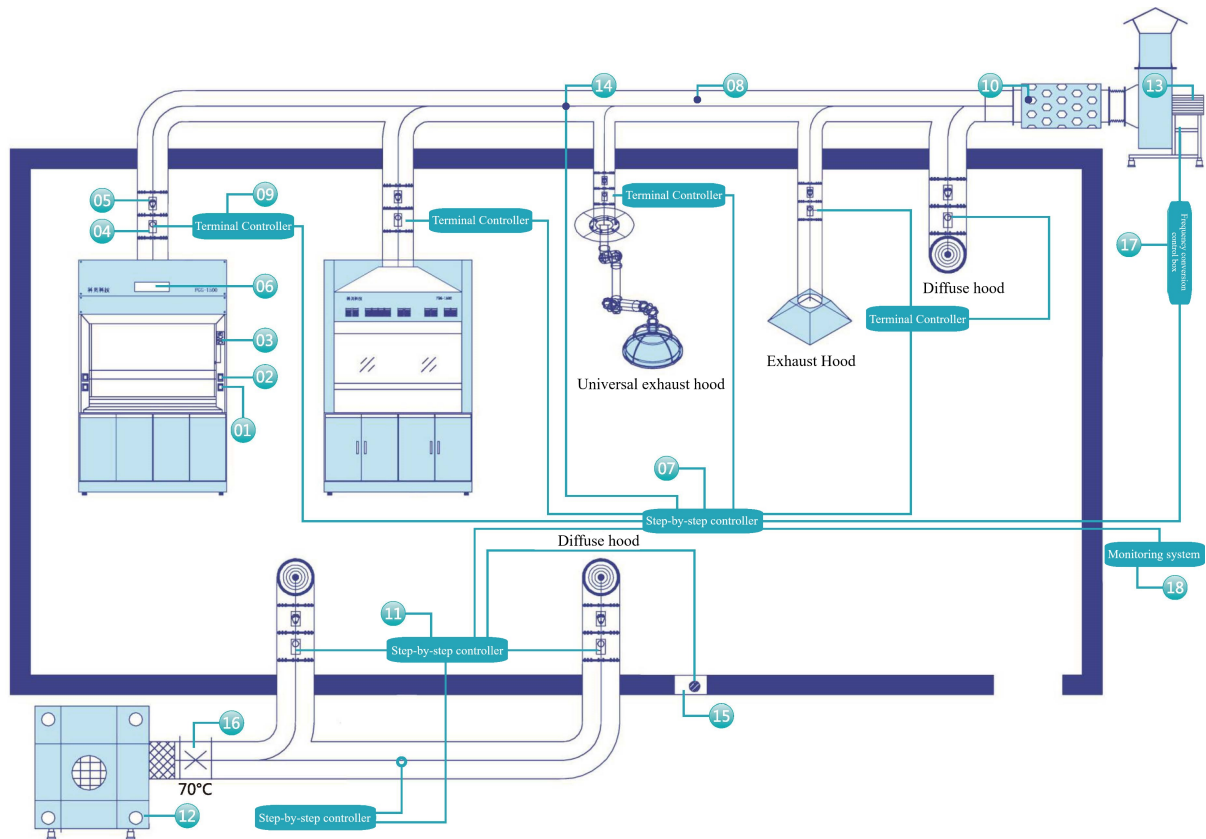 14
08
10
13
05
09
Terminal Controller
04
Terminal Controller
Terminal Controller
17
Frequency conversion
control box
06
Diffuse hood
03
Terminal Controller
02
Exhaust Hood
Universal exhaust hood
01
07
Step-by-step controller
Diffuse hood
Monitoring system
18
11
Step-by-step controller
15
16
70°C
12
Step-by-step controller